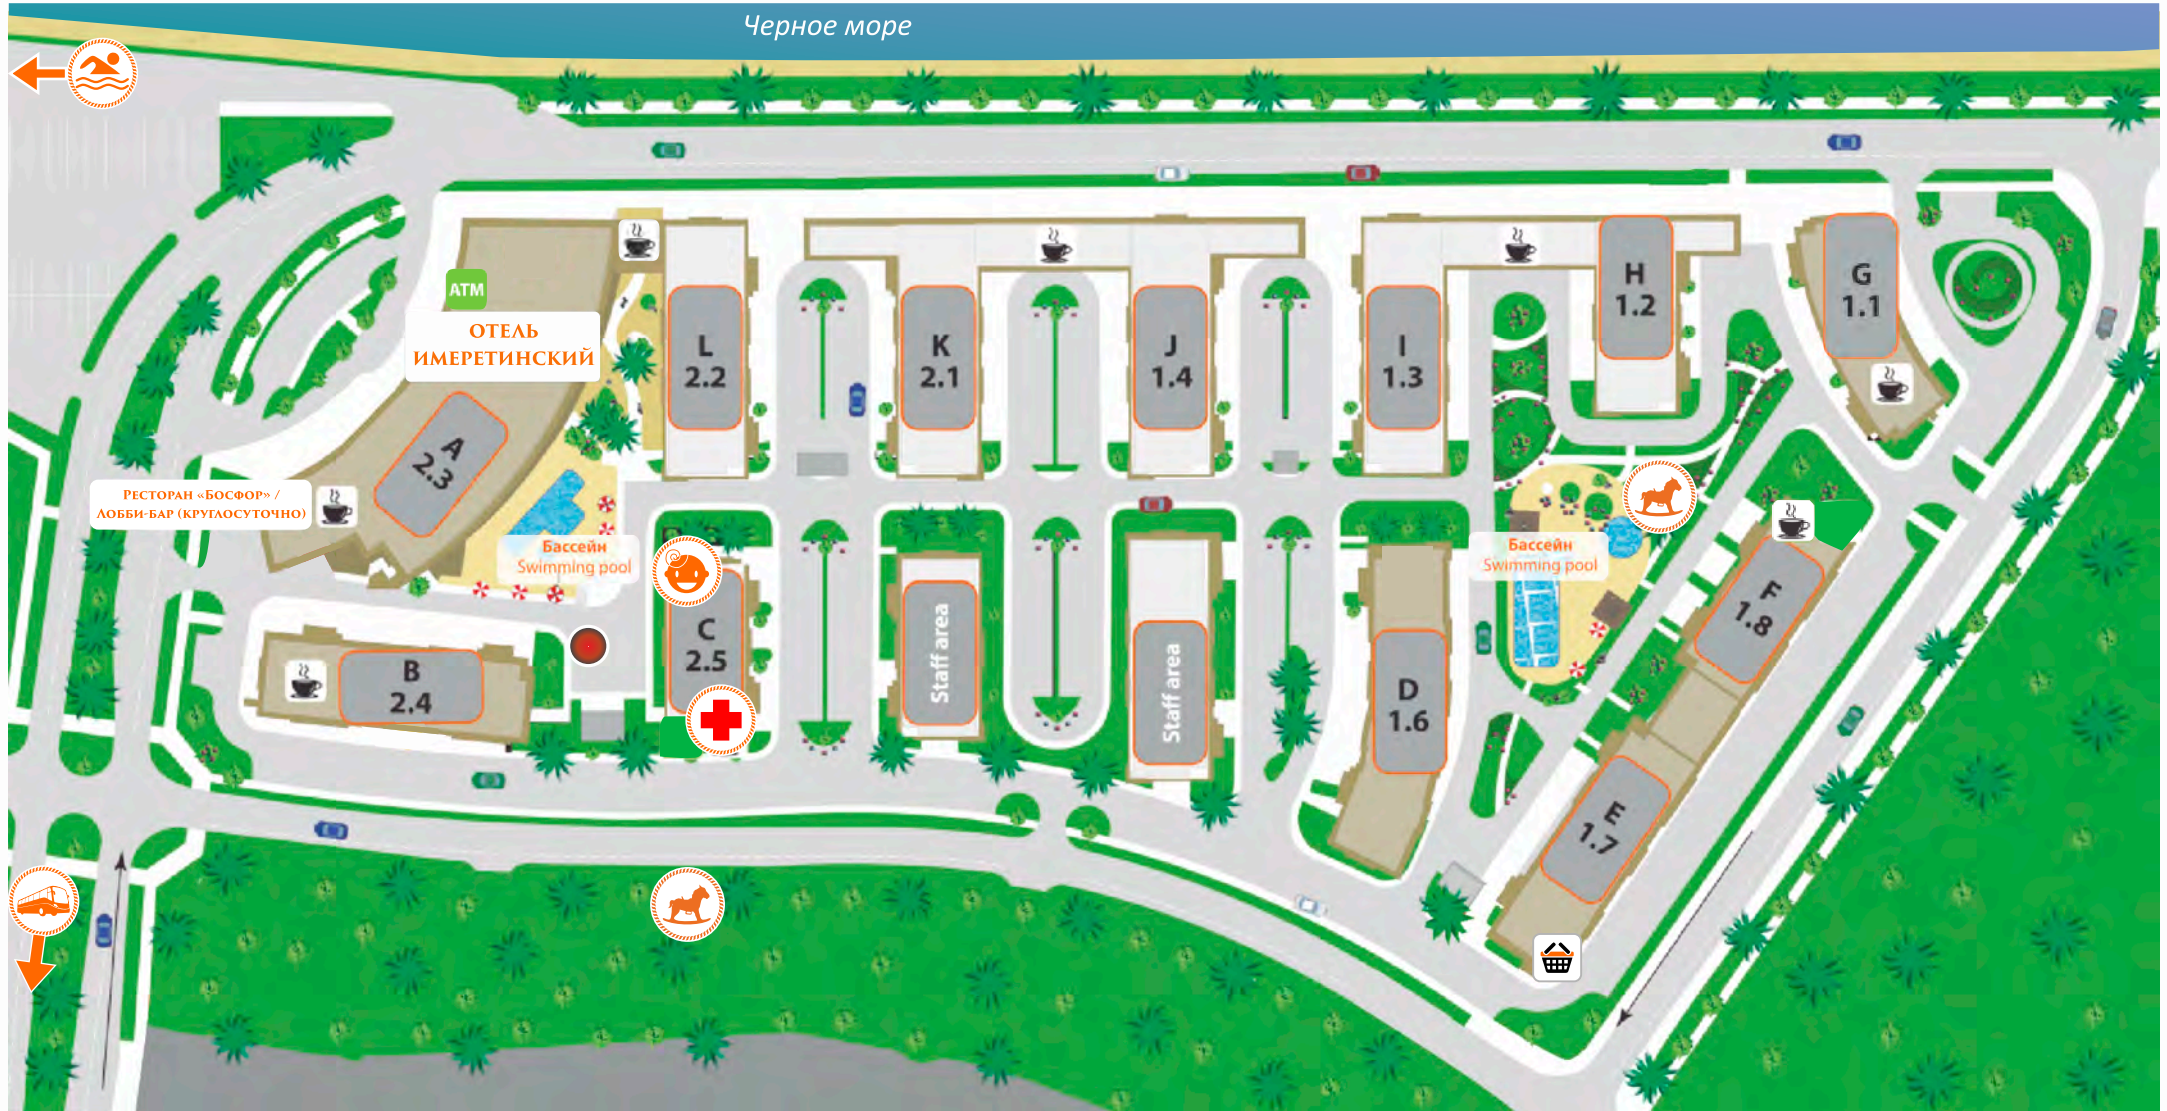 Черное море
ATM
ОТЕЛЬ
ИМЕРЕТИНСКИЙ
L
2.2
K
2.1
J
1.4
I
1.3
H
1.2
G
1.1
A
2.3
Ресторан «Босфор» /
Лобби-бар (круглосуточно)
Бассейн
Swimming pool
Бассейн
Swimming pool
B
2.4
C
2.5
Staff area
Staff area
D
1.6
F
1.8
E
1.7